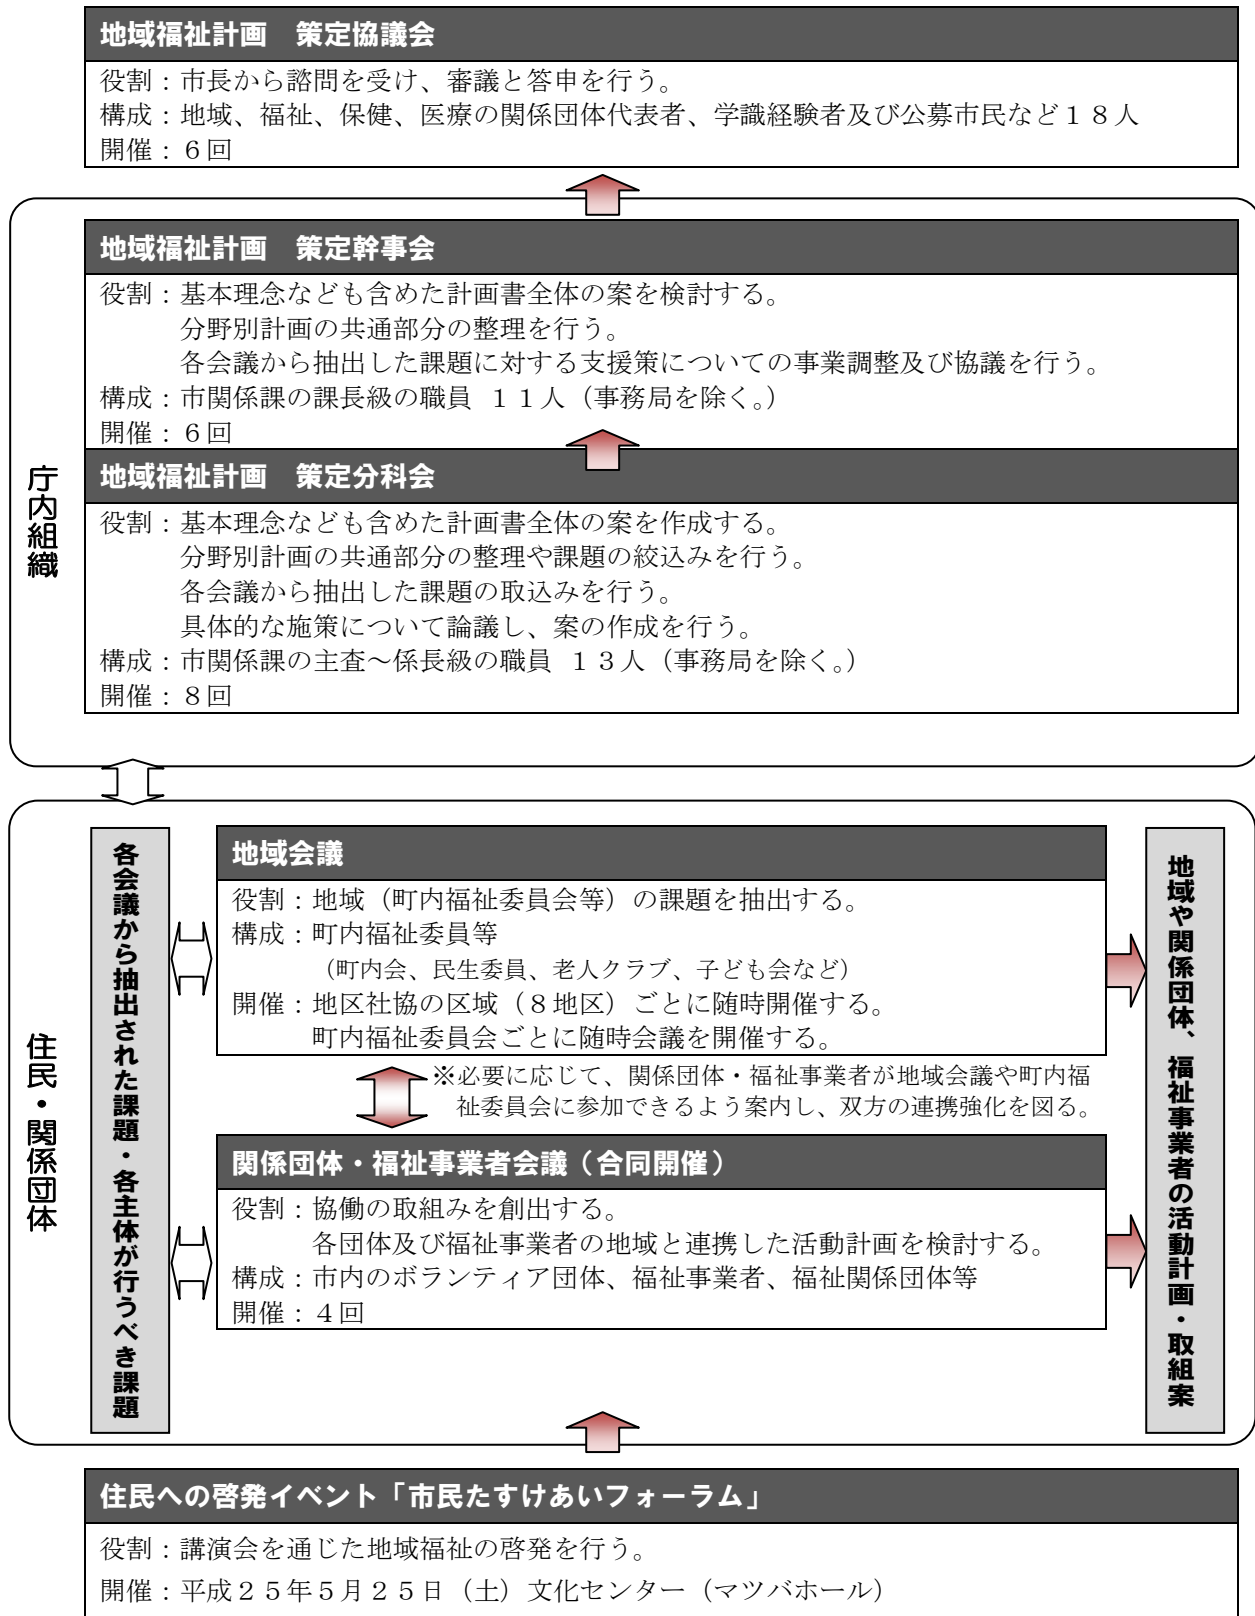 地域福祉計画　策定協議会
役割：市長から諮問を受け、審議と答申を行う。
構成：地域、福祉、保健、医療の関係団体代表者、学識経験者及び公募市民など１８人
開催：６回
庁内組織
地域福祉計画　策定幹事会
役割：基本理念なども含めた計画書全体の案を検討する。
分野別計画の共通部分の整理を行う。
各会議から抽出した課題に対する支援策についての事業調整及び協議を行う。
構成：市関係課の課長級の職員 １１人（事務局を除く。）
開催：６回
地域福祉計画　策定分科会
役割：基本理念なども含めた計画書全体の案を作成する。
分野別計画の共通部分の整理や課題の絞込みを行う。
各会議から抽出した課題の取込みを行う。
具体的な施策について論議し、案の作成を行う。
構成：市関係課の主査～係長級の職員 １３人（事務局を除く。）
開催：８回
住民・関係団体
各会議から抽出された課題・各主体が行うべき課題
地域会議
役割：地域（町内福祉委員会等）の課題を抽出する。
構成：町内福祉委員等
（町内会、民生委員、老人クラブ、子ども会など）
開催：地区社協の区域（８地区）ごとに随時開催する。
町内福祉委員会ごとに随時会議を開催する。
※必要に応じて、関係団体・福祉事業者が地域会議や町内福
祉委員会に参加できるよう案内し、双方の連携強化を図る。
関係団体・福祉事業者会議（合同開催）
役割：協働の取組みを創出する。
各団体及び福祉事業者の地域と連携した活動計画を検討する。
構成：市内のボランティア団体、福祉事業者、福祉関係団体等
開催：４回
地域や関係団体、福祉事業者の活動計画・取組案
住民への啓発イベント「市民たすけあいフォーラム」
役割：講演会を通じた地域福祉の啓発を行う。
開催：平成２５年５月２５日（土）文化センター（マツバホール）